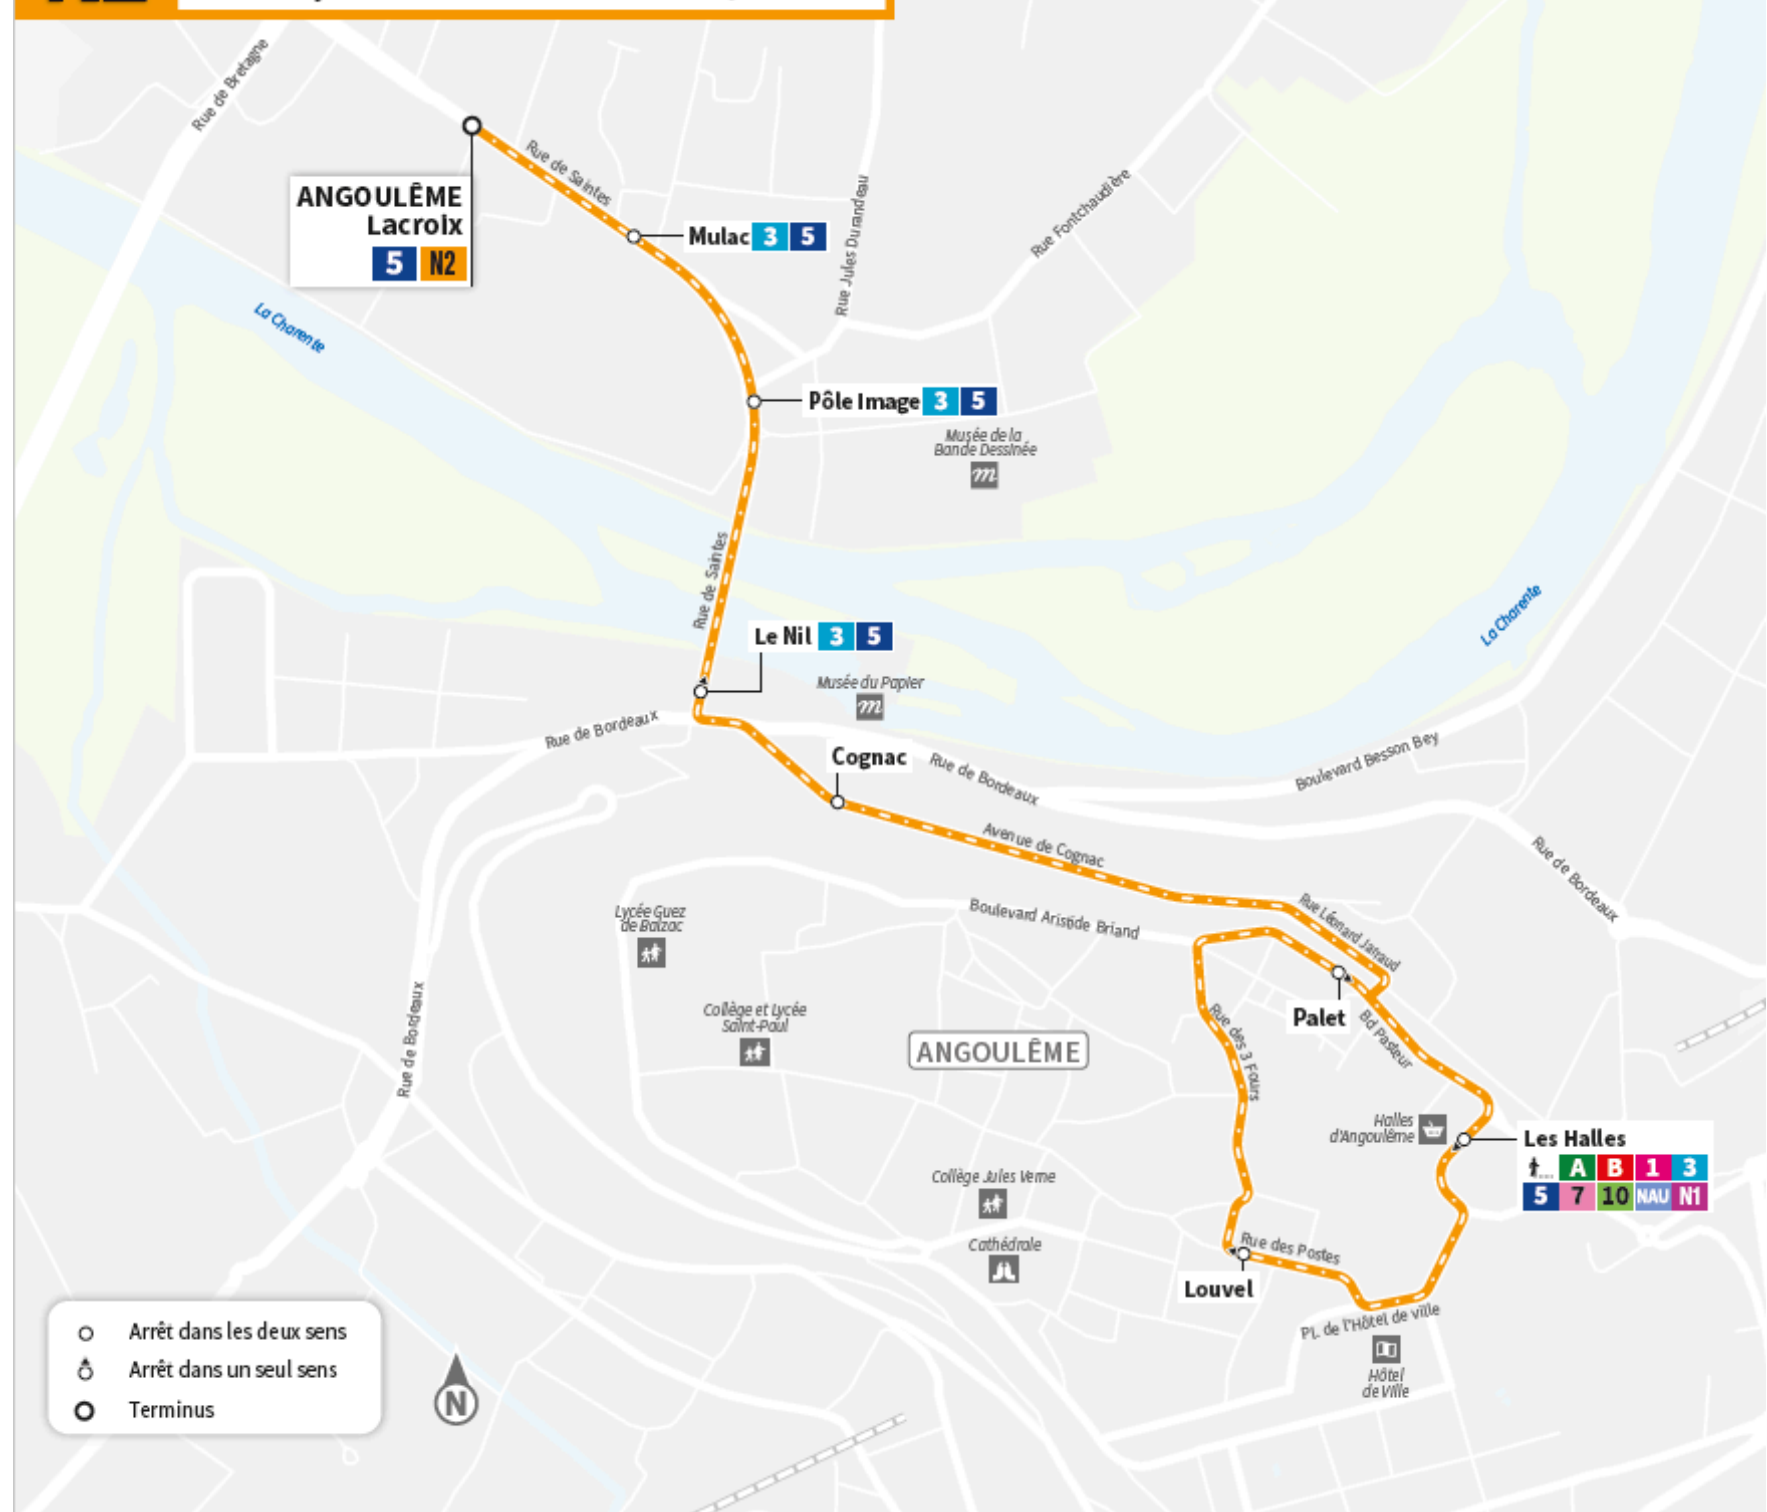 Rue de Bretagne
Rue de Saintes
ANGOULÊME
Lacroix
5 N2
Mulac 3 5
Rue Jules Durandeau
Rue Fontchaudière
La Charente
Pôle Image 3 5
Musée de la
Bande Dessinée
m
Rue de Saintes
Le Nil 3 5
La Charente
Musée du Papier
m
Rue de Bordeaux
Cognac
Rue de Bordeaux
Boulevard Besson Bey
Avenue de Cognac
Rue de Bordeaux
Rue Léonard Jarraud
Lycée Guez
de Balzac
Boulevard Aristide Briand
Collège et Lycée
Saint-Paul
ANGOULÊME
Palet
Bd Pasteur
Rue des 3 Fours
Rue de Bordeaux
Halles
d'Angoulême
Les Halles
A B 1 3
5 7 10 NAU N1
Collège Jules Verne
Cathédrale
Rue des Postes
Louvel
Pl. de l'Hôtel de ville
Hôtel
de Ville
Arrêt dans les deux sens
Arrêt dans un seul sens
Terminus
N